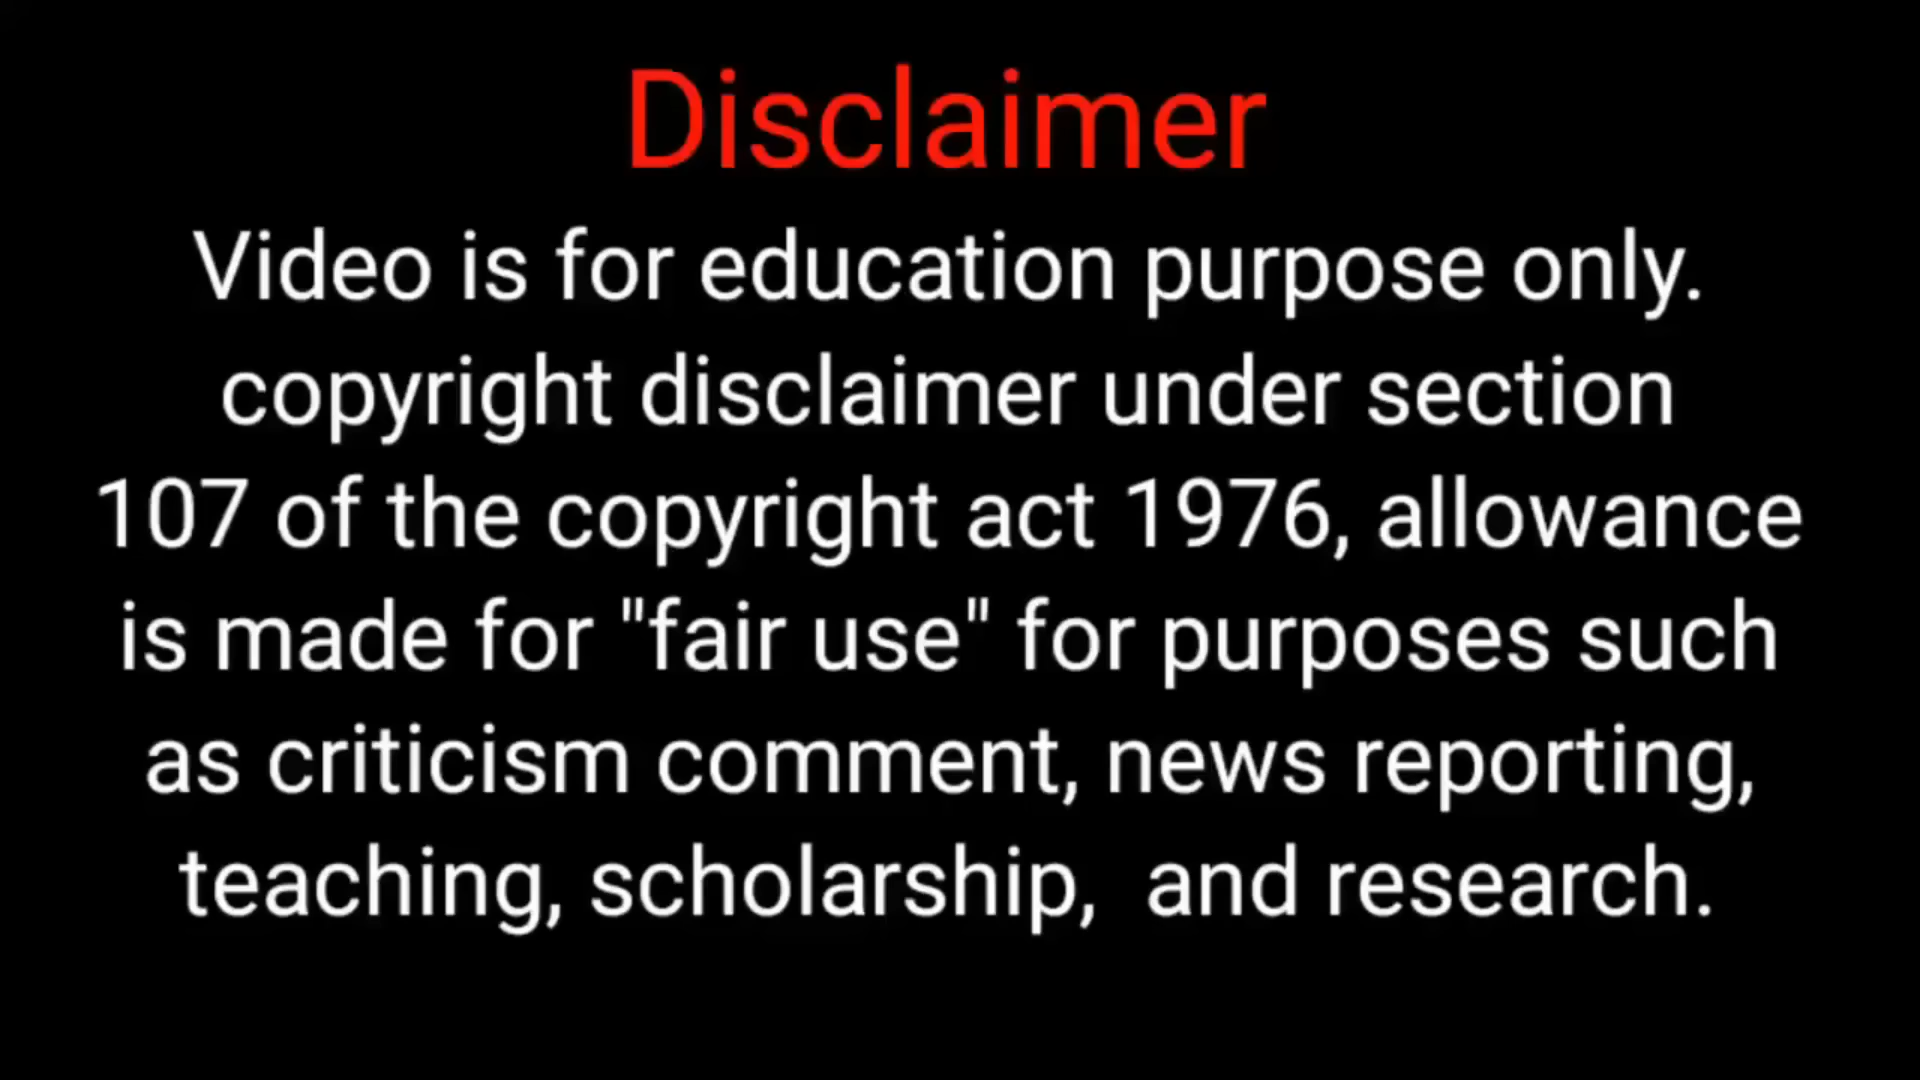 Disclaimer
Video is for education purpose only.
copyright disclaimer under section
107 of the copyright act 1976, allowance
is made for "fair use" for purposes such
as criticism comment, news reporting,
teaching, scholarship,  and research.